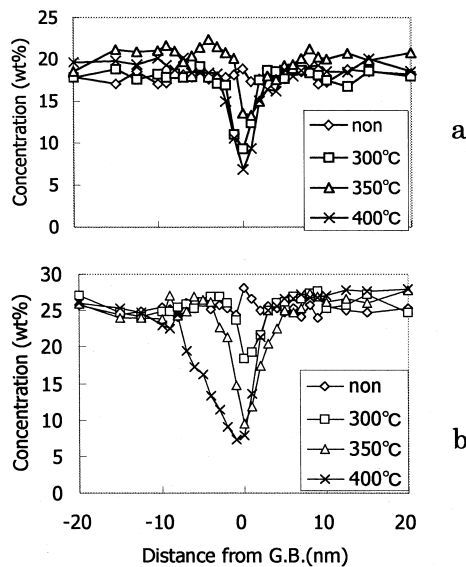 25
20
15
10
5
0
Concentration (wt%)
non
300℃
350℃
400℃
a
30
25
20
15
10
5
0
Concentration (wt%)
non
300℃
350℃
400℃
b
-20 -10 0 10 20
Distance from G.B.(nm)